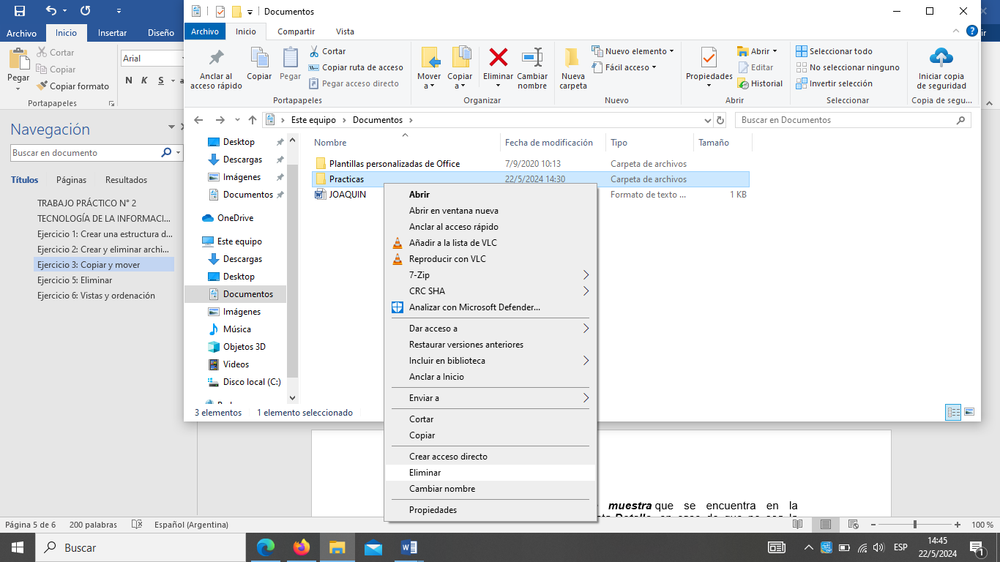 Documentos
Archivo Inicio Insertar Diseño
Archivo Inicio Compartir Vista
Pegar
Cortar
Copiar
Copiar formato
Portapapeles
Arial
N K S
Anclar al
acceso rápido
Copiar
Pegar
Cortar
Copiar ruta de acceso
Pegar acceso directo
Portapapeles
Mover
a
Copiar
a
Eliminar
Cambiar
nombre
Organizar
Nueva
carpeta
Nuevo elemento
Fácil acceso
Nuevo
Propiedades
Abrir
Editar
Historial
Abrir
Seleccionar todo
No seleccionar ninguno
Invertir selección
Seleccionar
Iniciar copia
de seguridad
Copia de segu...
Este equipo Documentos
Buscar en Documentos
Navegación
Buscar en documento
Títulos Páginas Resultados
TRABAJO PRÁCTICO N° 2
TECNOLOGÍA DE LA INFORMACI...
Ejercicio 1: Crear una estructura d...
Ejercicio 2: Crear y eliminar archi...
Ejercicio 3: Copiar y mover
Ejercicio 5: Eliminar
Ejercicio 6: Vistas y ordenación
Desktop
Descargas
Imágenes
Documentos
OneDrive
Este equipo
Descargas
Desktop
Documentos
Imágenes
Música
Objetos 3D
Videos
Disco local (C:)
Nombre Fecha de modificación Tipo Tamaño
Plantillas personalizadas de Office 7/9/2020 10:13 Carpeta de archivos
Practicas 22/5/2024 14:30 Carpeta de archivos
JOAQUIN Formato de texto ... 1 KB
Abrir
Abrir en ventana nueva
Anclar al acceso rápido
Añadir a la lista de VLC
Reproducir con VLC
7-Zip
CRC SHA
Analizar con Microsoft Defender...
Dar acceso a
Restaurar versiones anteriores
Incluir en biblioteca
Anclar a Inicio
Enviar a
Cortar
Copiar
Crear acceso directo
Eliminar
Cambiar nombre
Propiedades
3 elementos 1 elemento seleccionado
muestra que se encuentra en la
Página 5 de 6 200 palabras Español (Argentina)
100 %
Buscar
ESP
14:45
22/5/2024
1